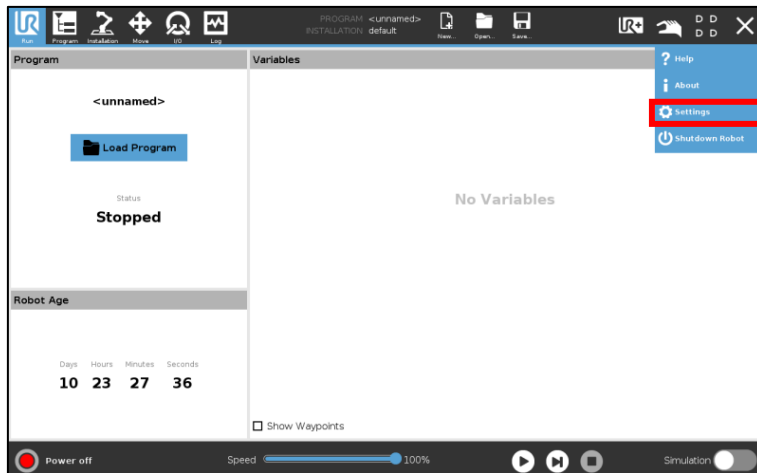 UR
Run
Program
Installation
Move
I/O
Log
PROGRAM <unnamed>
INSTALLATION default
New...
Open...
Save...
UR+
D D
D D
Program
Variables
? Help
i About
Settings
Shutdown Robot
<unnamed>
Load Program
Status
Stopped
No Variables
Robot Age
Days Hours Minutes Seconds
10 23 27 36
Show Waypoints
Power off
Speed
100%
Simulation